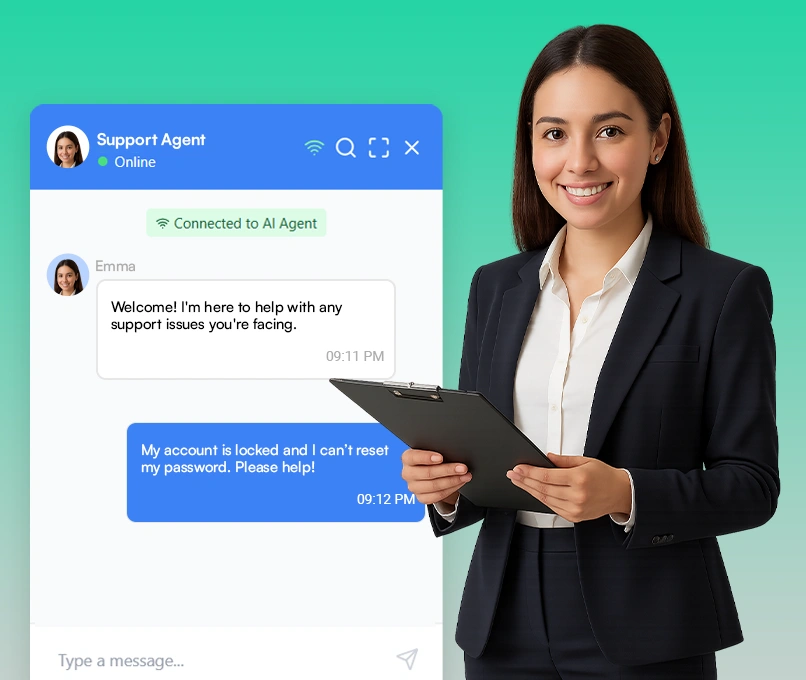 Support Agent
Online
Connected to AI Agent
Emma
Welcome! I'm here to help with any
support issues you're facing.
09:11 PM
My account is locked and I can't reset
my password. Please help!
09:12 PM
Type a message...